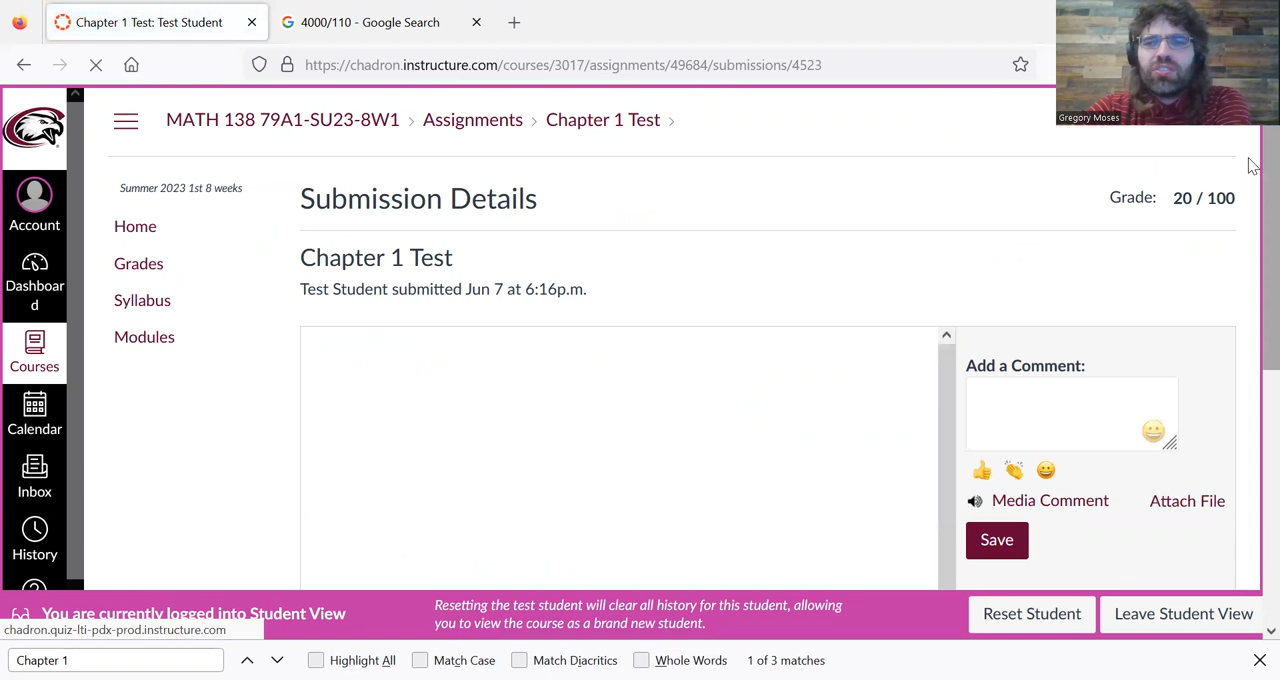 Chapter 1 Test: Test Student
4000/110 - Google Search
https://chadron.instructure.com/courses/3017/assignments/49684/submissions/4523
Gregory Moses
MATH 138 79A1-SU23-8W1 › Assignments › Chapter 1 Test ›
Summer 2023 1st 8 weeks
Home
Grades
Syllabus
Modules
Account
Dashboar
d
Courses
Calendar
Inbox
History
Submission Details
Grade: 20 / 100
Chapter 1 Test
Test Student submitted Jun 7 at 6:16p.m.
Add a Comment:
Media Comment
Attach File
Save
You are currently logged into Student View
Resetting the test student will clear all history for this student, allowing
you to view the course as a brand new student.
Reset Student
Leave Student View
chadron.quiz-lti-pdx-prod.instructure.com
Chapter 1
Highlight All
Match Case
Match Diacritics
Whole Words
1 of 3 matches